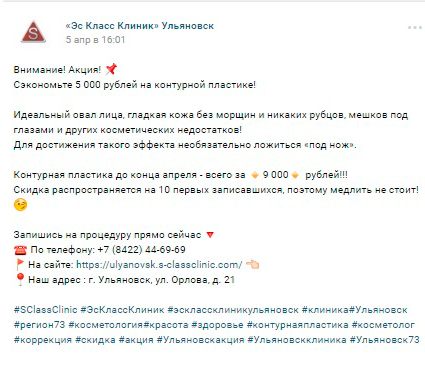 «Эс Класс Клиник» Ульяновск
5 апр в 16:01
Внимание! Акция! 📌
Сэкономьте 5 000 рублей на контурной пластике!
Идеальный овал лица, гладкая кожа без морщин и никаких рубцов, мешков под
глазами и других косметических недостатков!
Для достижения такого эффекта необязательно ложиться «под нож».
Контурная пластика до конца апреля - всего за 🔸9 000🔸 рублей!!!
Скидка распространяется на 10 первых записавшихся, поэтому медлить не стоит!
😉
Запишись на процедуру прямо сейчас 🔻
☎ По телефону: +7 (8422) 44-69-69
🚩 На сайте: https://ulyanovsk.s-classclinic.com/ 👈🏻
📍 Наш адрес : г. Ульяновск, ул. Орлова, д. 21
#SClassClinic #ЭсКлассКлиник #эсклассклиникульяновск #клиника#Ульяновск
#регион73 #косметология#красота #здоровье #контурнаяпластика #косметолог
#коррекция #скидка #акция #Ульяновскакция #Ульяновскклиника #Ульяновск73